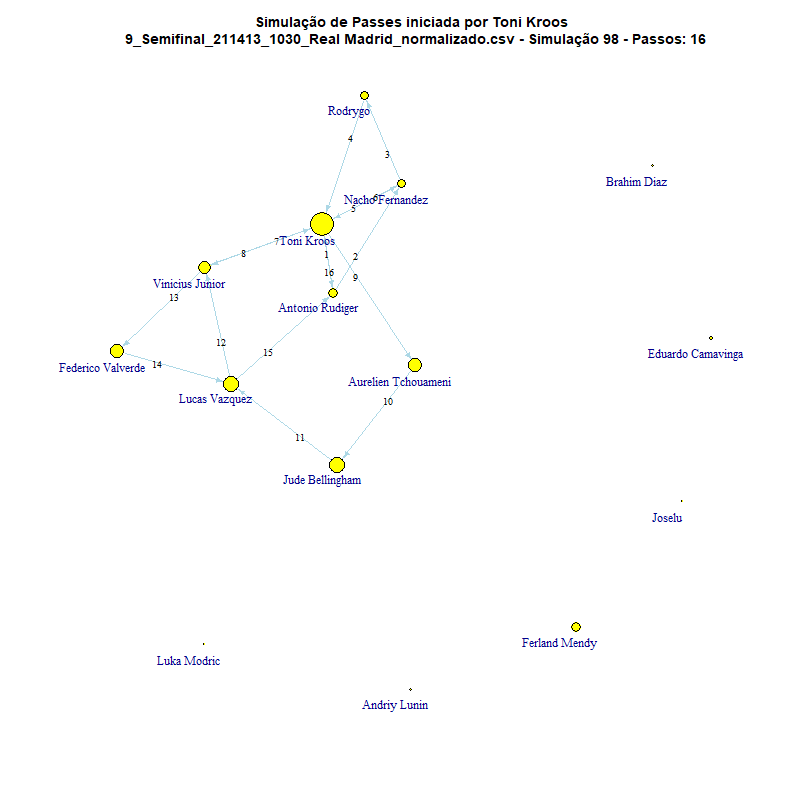 Simulação de Passes iniciada por Toni Kroos
9_Semifinal_211413_1030_Real Madrid_normalizado.csv - Simulação 98 - Passos: 16
Rodrygo
4
3
Brahim Diaz
6
Nacho Fernandez
5
7
Toni Kroos
8
1
2
16
9
Vinicius Junior
13
Antonio Rudiger
12
15
Eduardo Camavinga
14
Federico Valverde
Aurelien Tchouameni
Lucas Vazquez
10
11
Jude Bellingham
Joselu
Ferland Mendy
Luka Modric
Andriy Lunin